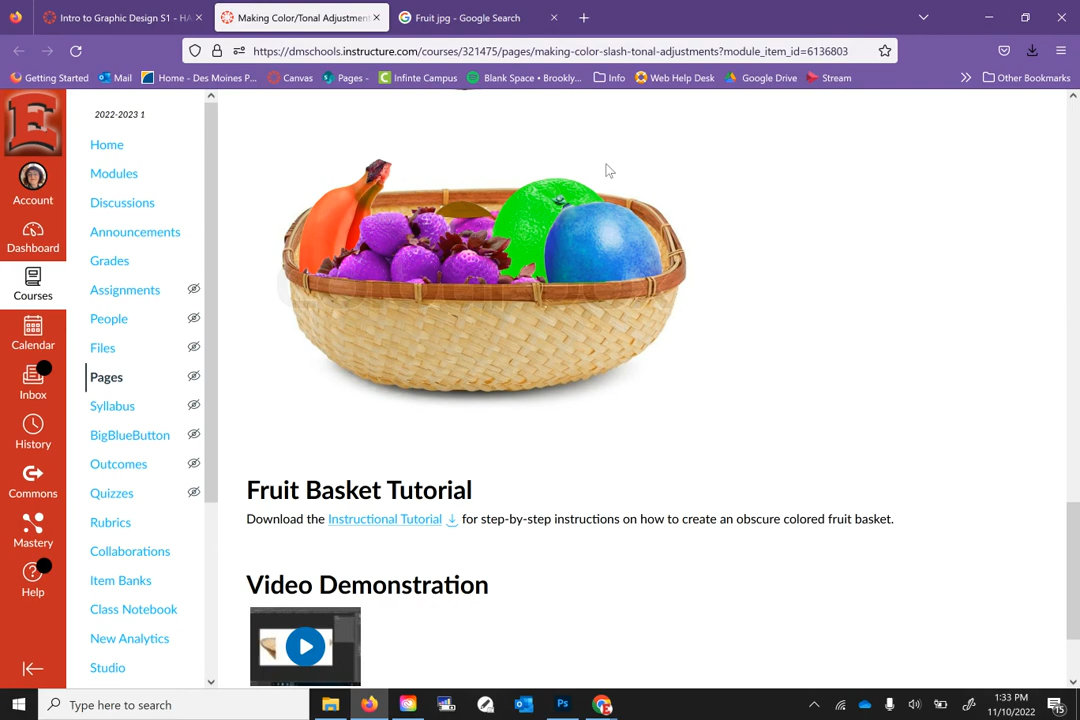 Intro to Graphic Design S1 - HA
Making Color/Tonal Adjustment
Fruit jpg - Google Search
https://dmschools.instructure.com/courses/321475/pages/making-color-slash-tonal-adjustments?module_item_id=6136803
Getting Started
Mail
Home - Des Moines P...
Canvas
Pages -
Infinte Campus
Blank Space • Brookly...
Info
Web Help Desk
Google Drive
Stream
Other Bookmarks
E
Account
Dashboard
Courses
Calendar
Inbox
History
Commons
Mastery
Help
2022-2023 1
Home
Modules
Discussions
Announcements
Grades
Assignments
People
Files
Pages
Syllabus
BigBlueButton
Outcomes
Quizzes
Rubrics
Collaborations
Item Banks
Class Notebook
New Analytics
Studio
Fruit Basket Tutorial
Download the Instructional Tutorial for step-by-step instructions on how to create an obscure colored fruit basket.
Video Demonstration
Type here to search
Ps
1:33 PM
11/10/2022
15